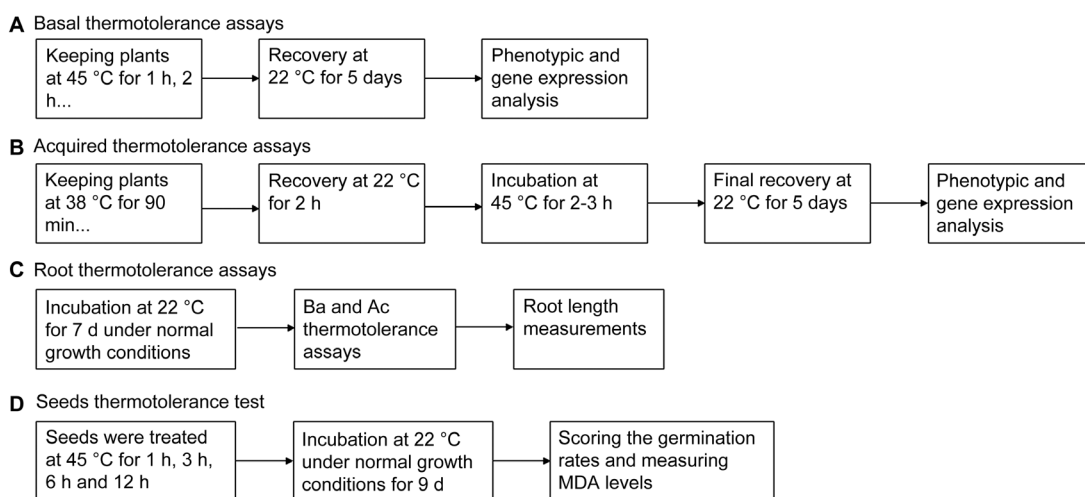 A Basal thermotolerance assays
Keeping plants
at 45 °C for 1 h, 2
h...
Recovery at
22 °C for 5 days
Phenotypic and
gene expression
analysis
B Acquired thermotolerance assays
Keeping plants
at 38 °C for 90
min...
Recovery at 22 °C
for 2 h
Incubation at
45 °C for 2-3 h
Final recovery at
22 °C for 5 days
Phenotypic and
gene expression
analysis
C Root thermotolerance assays
Incubation at 22 °C
for 7 d under normal
growth conditions
Ba and Ac
thermotolerance
assays
Root length
measurements
D Seeds thermotolerance test
Seeds were treated
at 45 °C for 1 h, 3 h,
6 h and 12 h
Incubation at 22 °C
under normal growth
conditions for 9 d
Scoring the germination
rates and measuring
MDA levels